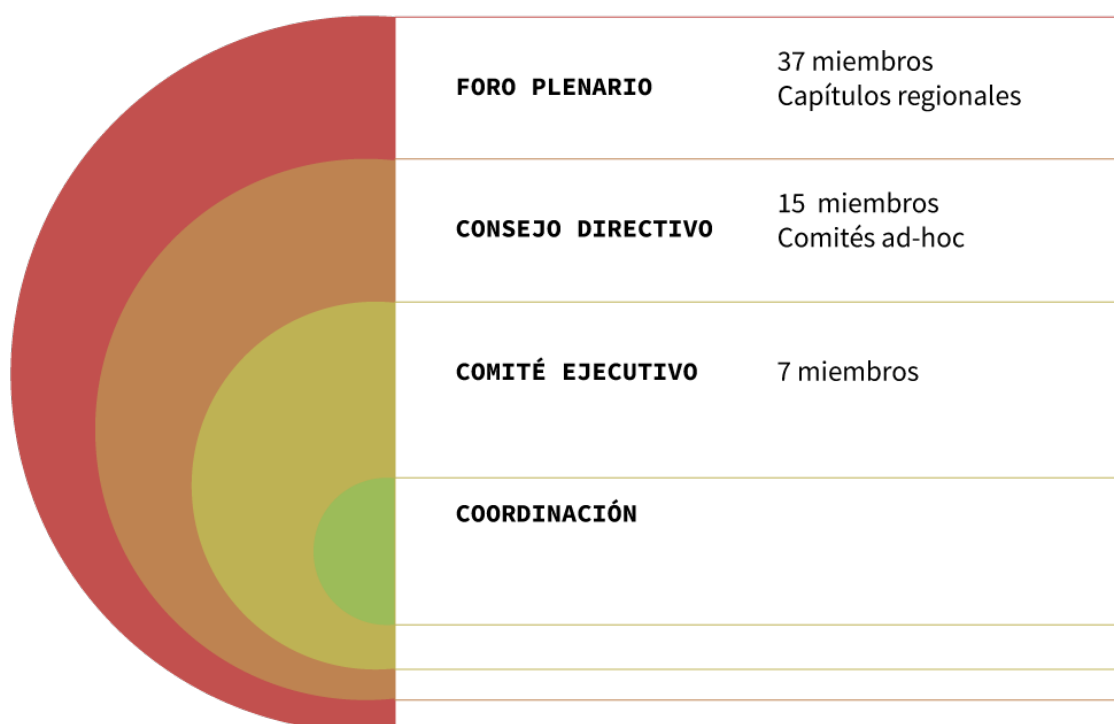 FORO PLENARIO
37 miembros
Capítulos regionales
CONSEJO DIRECTIVO
15 miembros
Comités ad-hoc
COMITÉ EJECUTIVO
7 miembros
COORDINACIÓN